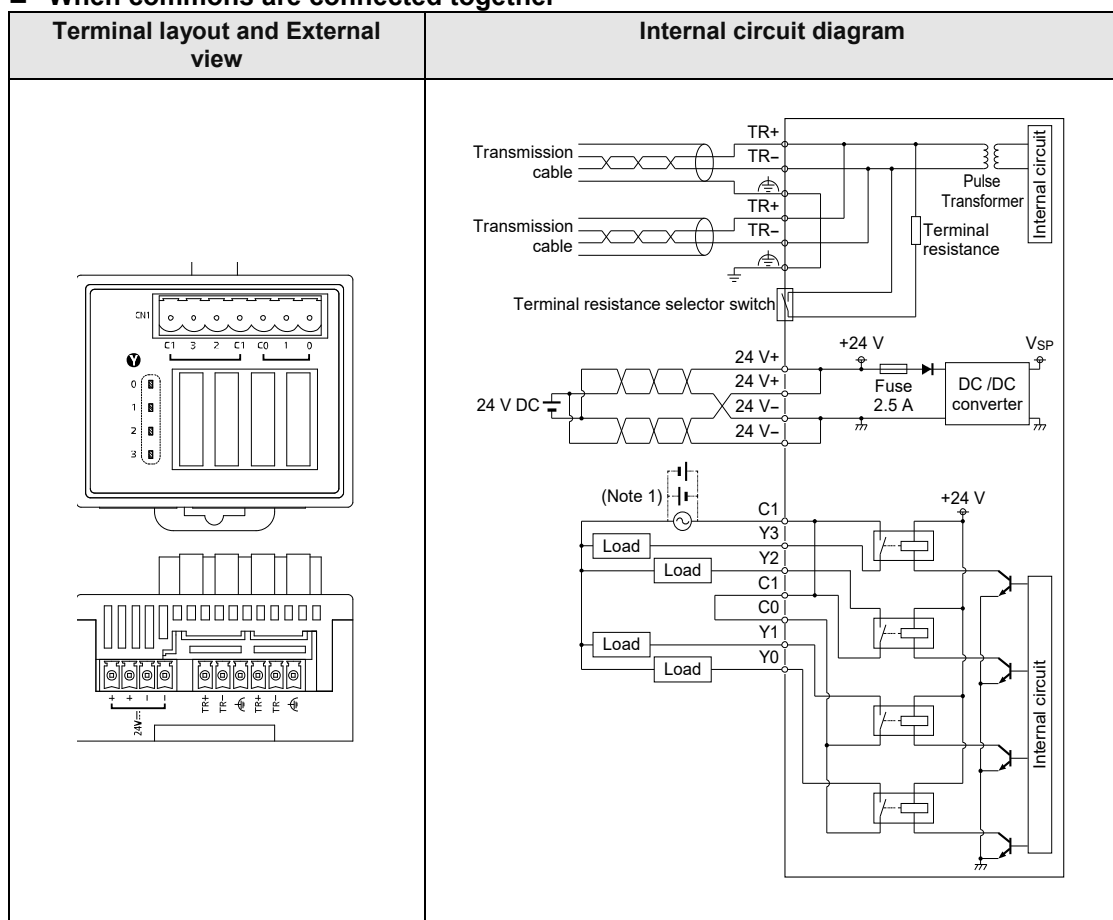 ■ When commons are connected together
Terminal layout and External
view
Internal circuit diagram
CN1
C1 3 2 C1 C0 1 0
Y
0
1
2
3
+ + − − TR+ TR− TR+ TR−
24V
Transmission
cable
TR+
TR−
TR+
Transmission
cable
TR−
Pulse
Transformer
Internal circuit
Terminal
resistance
Terminal resistance selector switch
24 V DC
24 V+
24 V+
24 V−
24 V−
+24 V
Fuse
2.5 A
DC /DC
converter
VSP
(Note 1)
C1
Y3
Load
Y2
Load
C1
C0
Y1
Load
Y0
Load
+24 V
Internal circuit